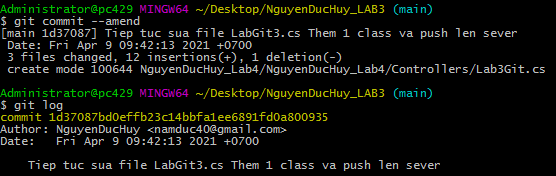 Administrator@pc429 MINGW64 ~/Desktop/NguyenDucHuy_LAB3 (main)
$ git commit --amend
[main 1d37087] Tiep tuc sua file LabGit3.cs Them 1 class va push len sever
Date: Fri Apr 9 09:42:13 2021 +0700
3 files changed, 12 insertions(+), 1 deletion(-)
create mode 100644 NguyenDucHuy_Lab4/NguyenDucHuy_Lab4/Controllers/Lab3Git.cs
Administrator@pc429 MINGW64 ~/Desktop/NguyenDucHuy_LAB3 (main)
$ git log
commit 1d37087bd0effb23c14bbfa1ee6891fd0a800935
Author: NguyenDucHuy <namduc40@gmail.com>
Date: Fri Apr 9 09:42:13 2021 +0700
Tiep tuc sua file LabGit3.cs Them 1 class va push len sever